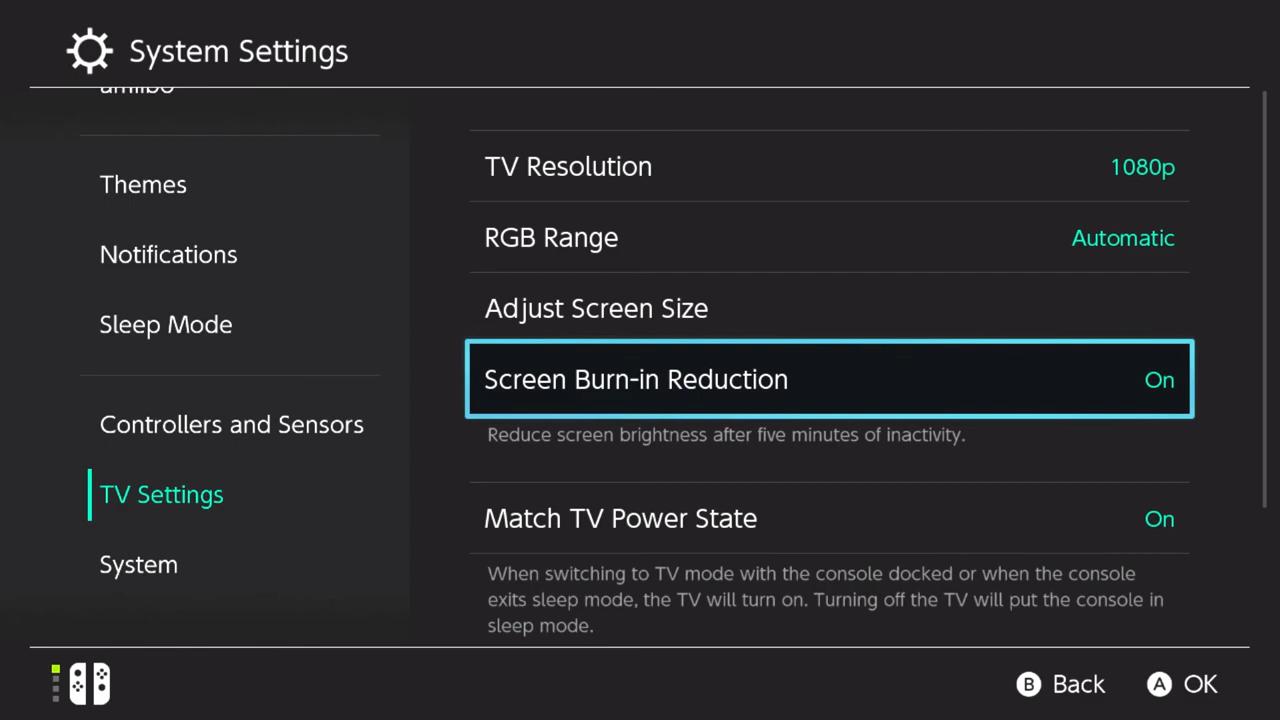 System Settings
amiibo
Themes
Notifications
Sleep Mode
Controllers and Sensors
TV Settings
System
TV Resolution 1080p
RGB Range Automatic
Adjust Screen Size
Screen Burn-in Reduction On
Reduce screen brightness after five minutes of inactivity.
Match TV Power State On
When switching to TV mode with the console docked or when the console
exits sleep mode, the TV will turn on. Turning off the TV will put the console in
sleep mode.
B Back A OK